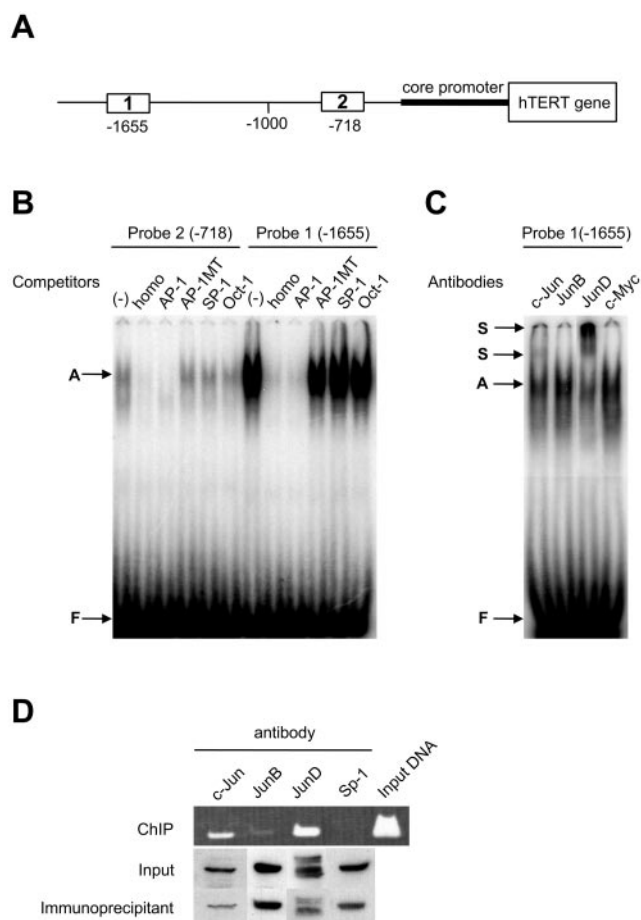 A
1
2
core promoter
hTERT gene
-1655
-1000
-718
B
Probe 2 (-718) Probe 1 (-1655)
Competitors
(-) homo AP-1 AP-1MT SP-1 Oct-1 (-) homo AP-1 AP-1MT SP-1 Oct-1
A
F
C
Probe 1(-1655)
Antibodies
c-Jun JunB JunD c-Myc
S
S
A
F
D
antibody
c-Jun JunB JunD Sp-1 Input DNA
ChIP
Input
Immunoprecipitant